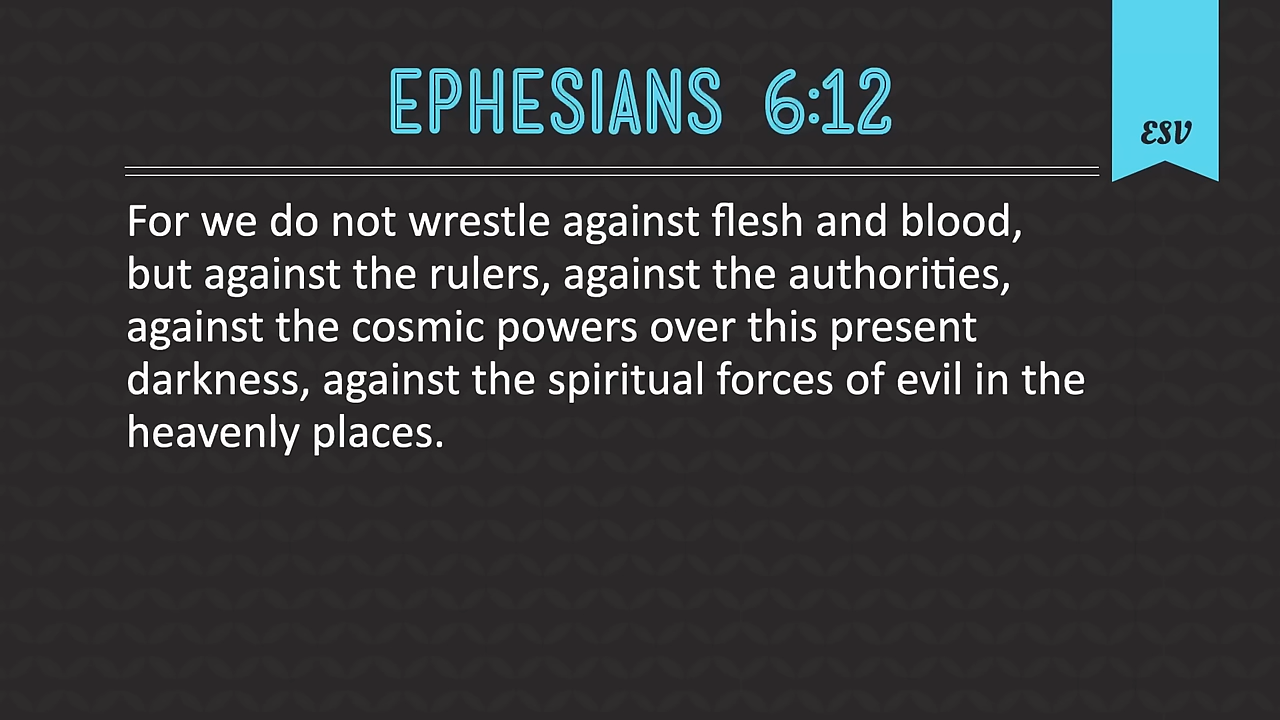 EPHESIANS 6:12
ESV
For we do not wrestle against flesh and blood,
but against the rulers, against the authorities,
against the cosmic powers over this present
darkness, against the spiritual forces of evil in the
heavenly places.